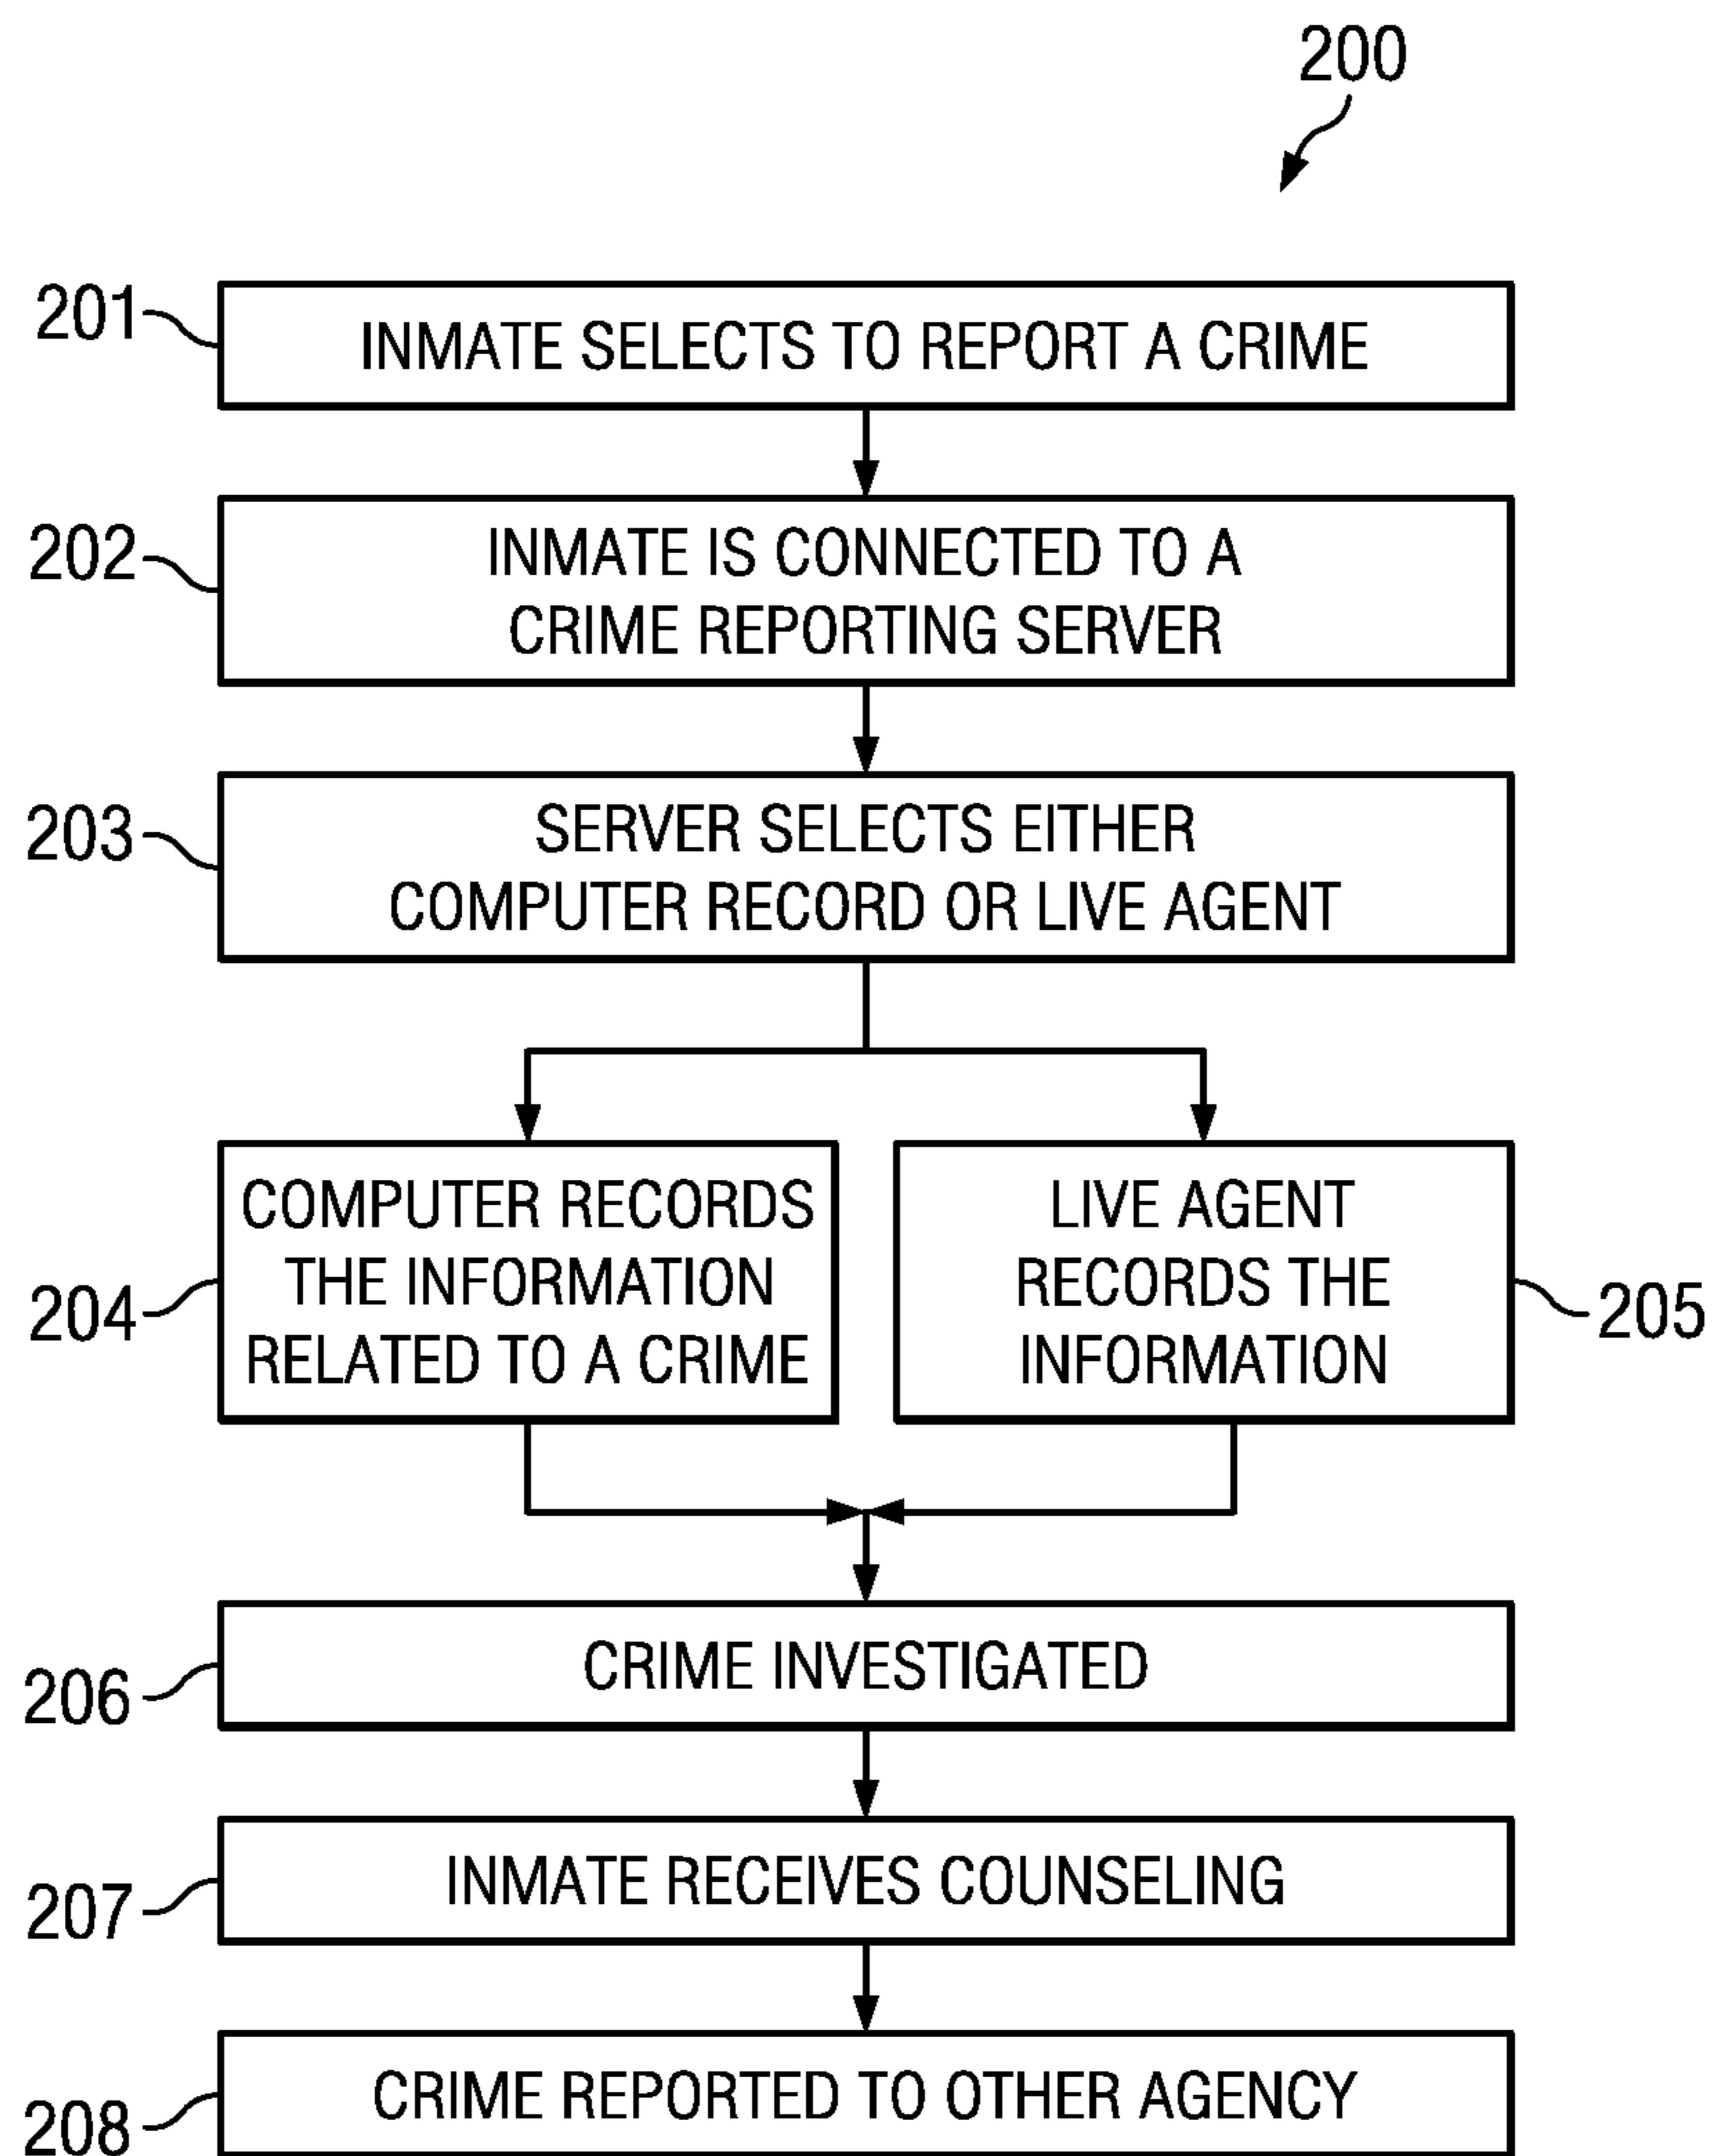 200
201
INMATE SELECTS TO REPORT A CRIME
202
INMATE IS CONNECTED TO A
CRIME REPORTING SERVER
203
SERVER SELECTS EITHER
COMPUTER RECORD OR LIVE AGENT
204
COMPUTER RECORDS
THE INFORMATION
RELATED TO A CRIME
LIVE AGENT
RECORDS THE
INFORMATION
205
206
CRIME INVESTIGATED
207
INMATE RECEIVES COUNSELING
208
CRIME REPORTED TO OTHER AGENCY